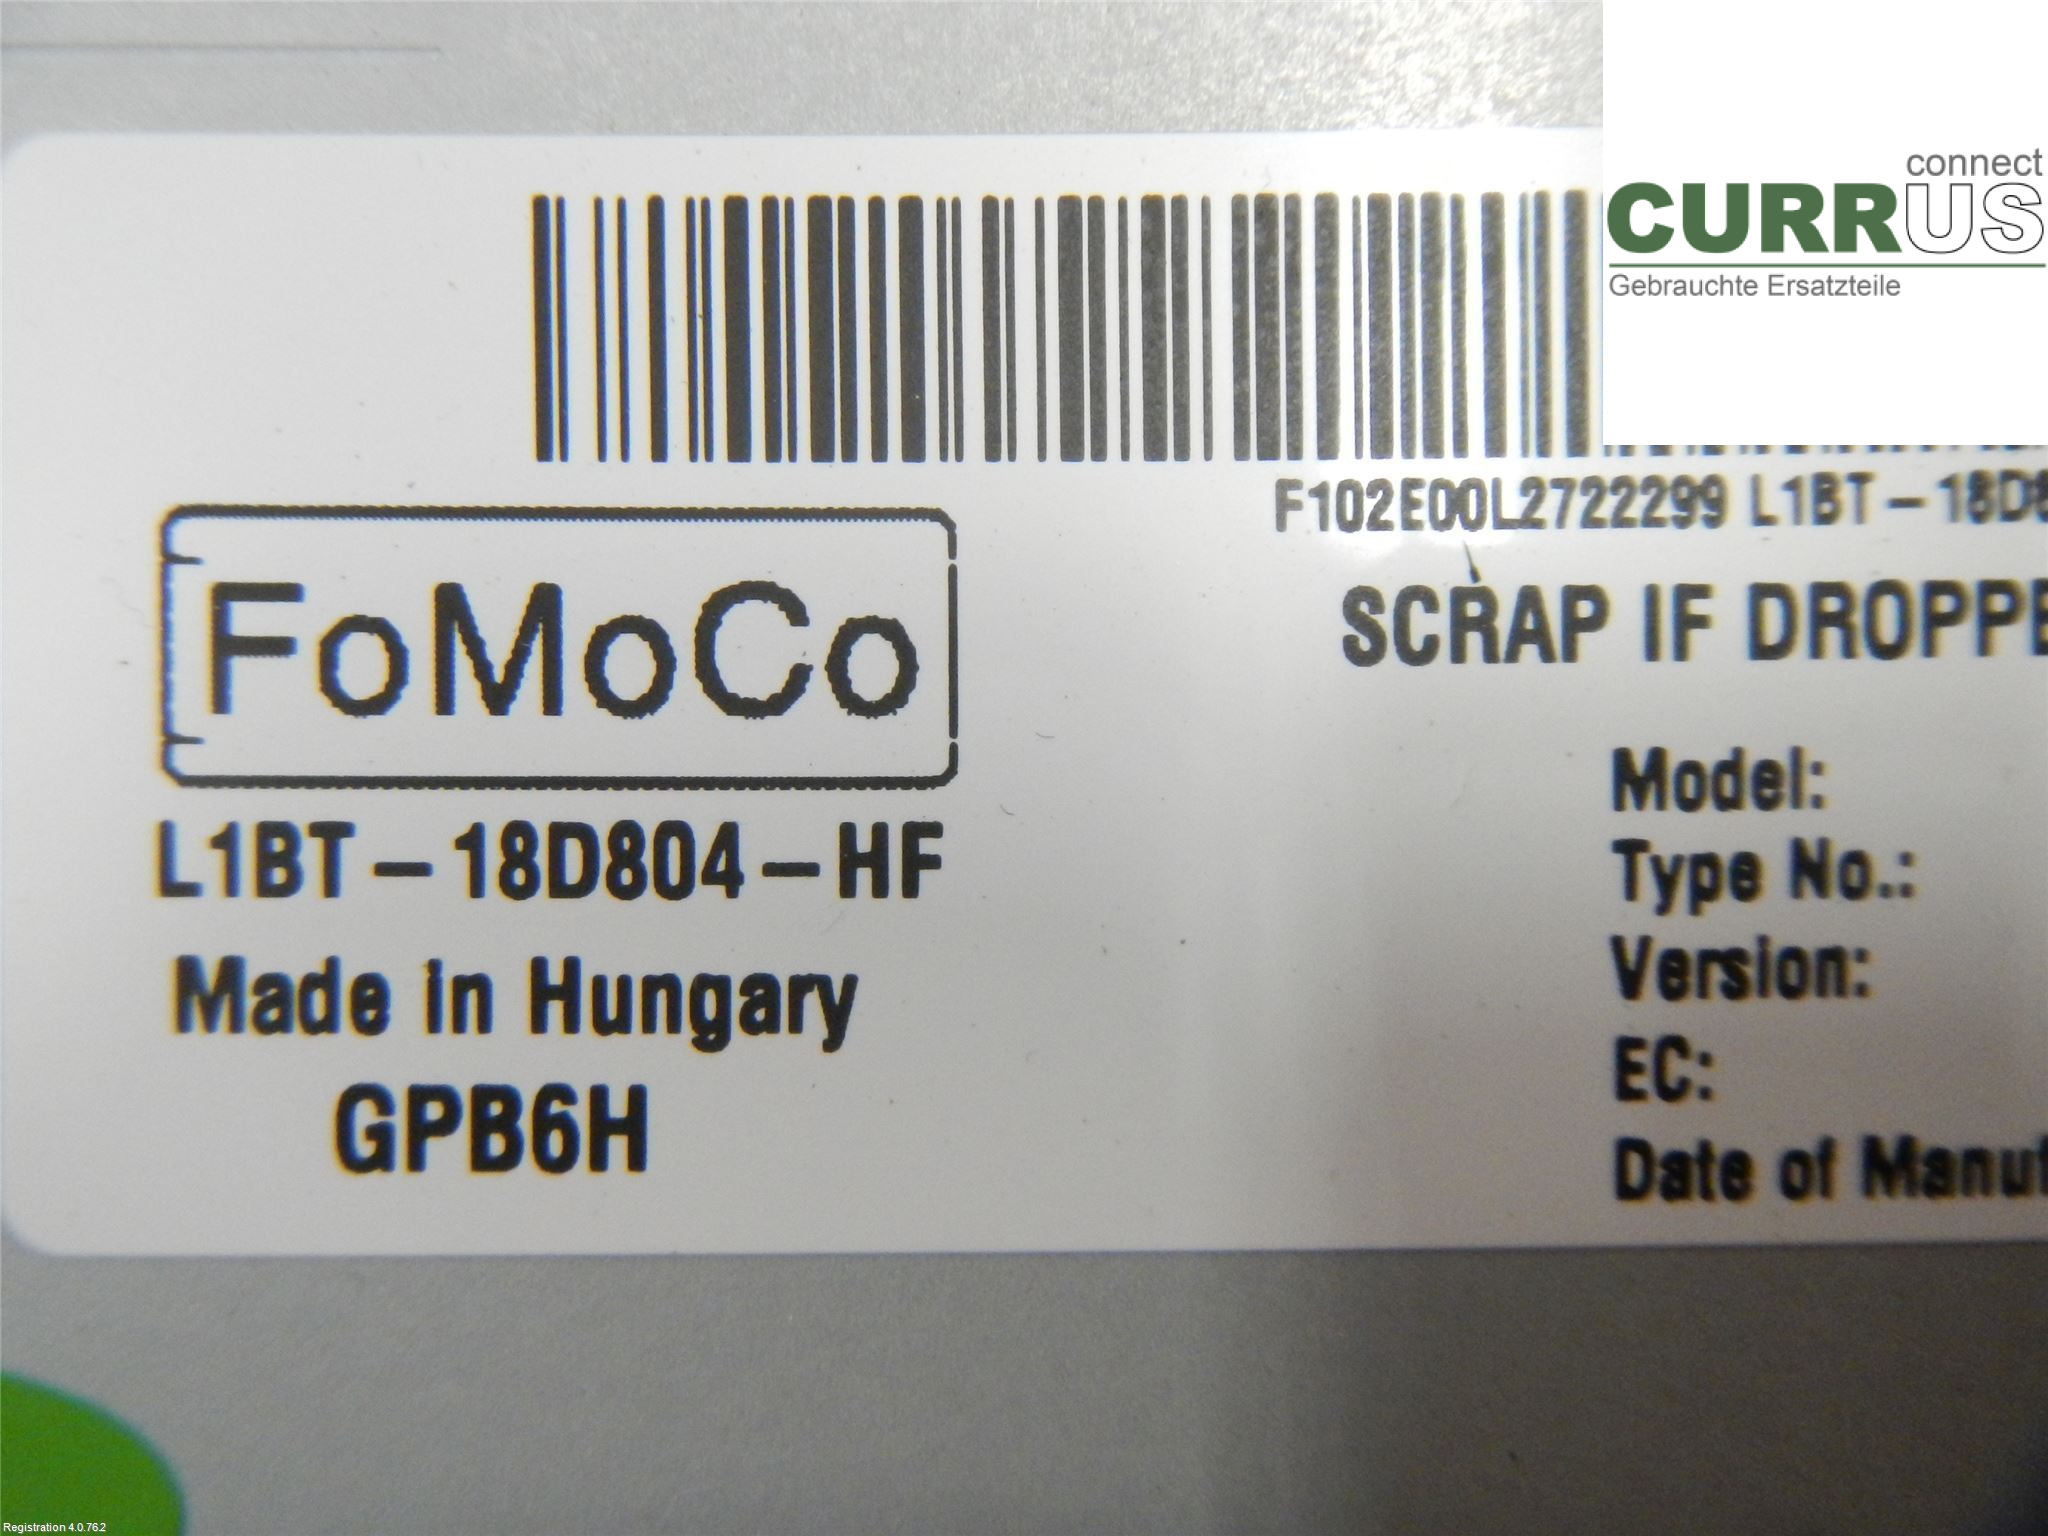 connect
CURRUS
Gebrauchte Ersatzteile
F102E00L2722299 L1BT-18D8
SCRAP IF DROPPE
FoMoCo
L1BT-18D804-HF
Made in Hungary
GPB6H
Model:
Type No.:
Version:
EC:
Date of Manuf
Registration 4.0.76.2